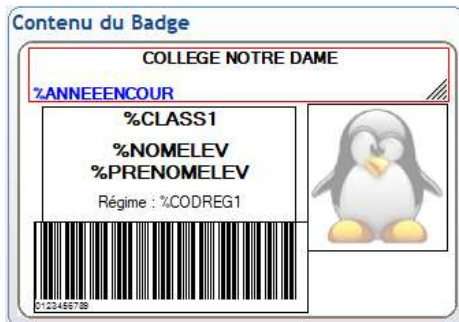 Contenu du Badge
COLLEGE NOTRE DAME
%ANNEEENCOUR
%CLASS1
%NOMELEV
%PRENOMELEV
Régime : %CODREG1
0123456789